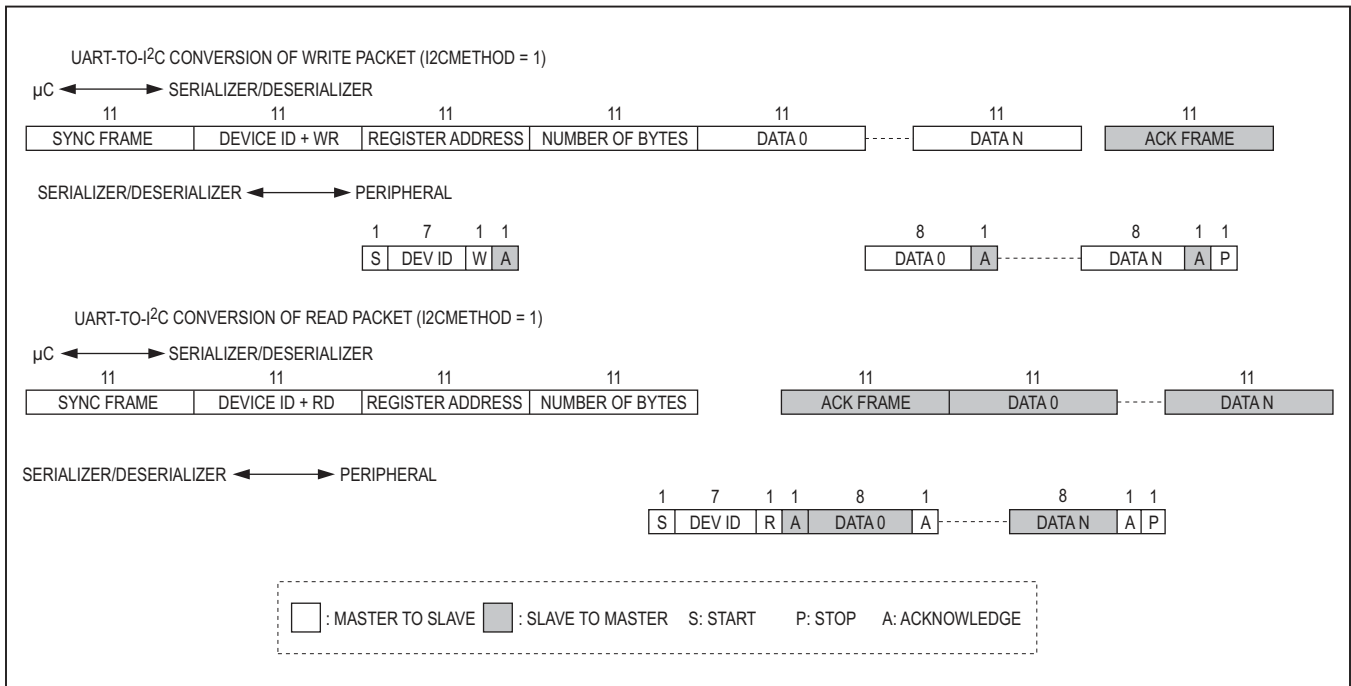 UART-TO-I2C CONVERSION OF WRITE PACKET (I2CMETHOD = 1)
µC SERIALIZER/DESERIALIZER
11 11 11 11 11 11 11
SYNC FRAME DEVICE ID + WR REGISTER ADDRESS NUMBER OF BYTES DATA 0 DATA N ACK FRAME
SERIALIZER/DESERIALIZER PERIPHERAL
1 7 1 1 8 1 8 1 1
S DEV ID W A DATA 0 A DATA N A P
UART-TO-I2C CONVERSION OF READ PACKET (I2CMETHOD = 1)
µC SERIALIZER/DESERIALIZER
11 11 11 11 11 11 11
SYNC FRAME DEVICE ID + RD REGISTER ADDRESS NUMBER OF BYTES ACK FRAME DATA 0 DATA N
SERIALIZER/DESERIALIZER PERIPHERAL
1 7 1 1 8 1 8 1 1
S DEV ID R A DATA 0 A DATA N A P
: MASTER TO SLAVE : SLAVE TO MASTER S: START P: STOP A: ACKNOWLEDGE